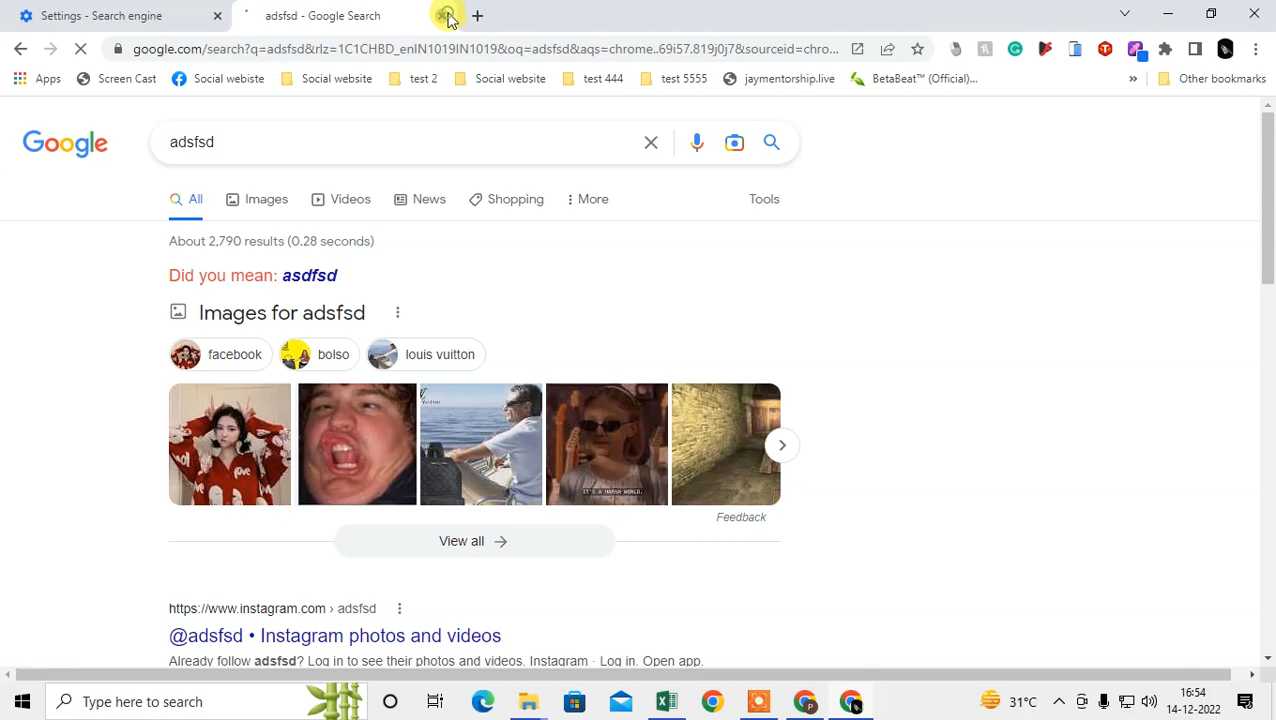 Settings - Search engine
adsfsd - Google Search
google.com/search?q=adsfsd&rlz=1C1CHBD_enIN1019IN1019&oq=adsfsd&aqs=chrome..69i57.819j0j7&sourceid=chro...
Apps
Screen Cast
Social webiste
Social website
test 2
Social website
test 444
test 5555
jaymentorship.live
BetaBeat™ (Official)...
»
Other bookmarks
Google
adsfsd
All
Images
Videos
News
Shopping
More
Tools
About 2,790 results (0.28 seconds)
Did you mean: asdfsd
Images for adsfsd
facebook
bolso
louis vuitton
IT'S A HARSH WORLD.
Feedback
View all
https://www.instagram.com › adsfsd
@adsfsd • Instagram photos and videos
Already follow adsfsd? Log in to see their photos and videos. Instagram · Log in. Open app.
Type here to search
31°C
16:54
14-12-2022